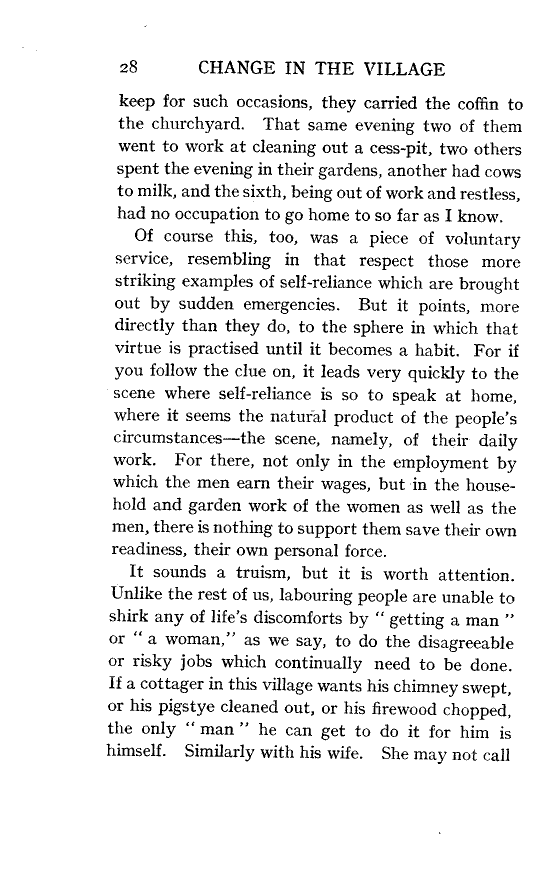 28 CHANGE IN THE VILLAGE
keep for such occasions, they carried the coffin to
the churchyard. That same evening two of them
went to work at cleaning out a cess-pit, two others
spent the evening in their gardens, another had cows
to milk, and the sixth, being out of work and restless,
had no occupation to go home to so far as I know.
Of course this, too, was a piece of voluntary
service, resembling in that respect those more
striking examples of self-reliance which are brought
out by sudden emergencies. But it points, more
directly than they do, to the sphere in which that
virtue is practised until it becomes a habit. For if
you follow the clue on, it leads very quickly to the
scene where self-reliance is so to speak at home,
where it seems the natural product of the people's
circumstances—the scene, namely, of their daily
work. For there, not only in the employment by
which the men earn their wages, but in the house-
hold and garden work of the women as well as the
men, there is nothing to support them save their own
readiness, their own personal force.
It sounds a truism, but it is worth attention.
Unlike the rest of us, labouring people are unable to
shirk any of life's discomforts by " getting a man "
or " a woman," as we say, to do the disagreeable
or risky jobs which continually need to be done.
If a cottager in this village wants his chimney swept,
or his pigstye cleaned out, or his firewood chopped,
the only " man " he can get to do it for him is
himself. Similarly with his wife. She may not call